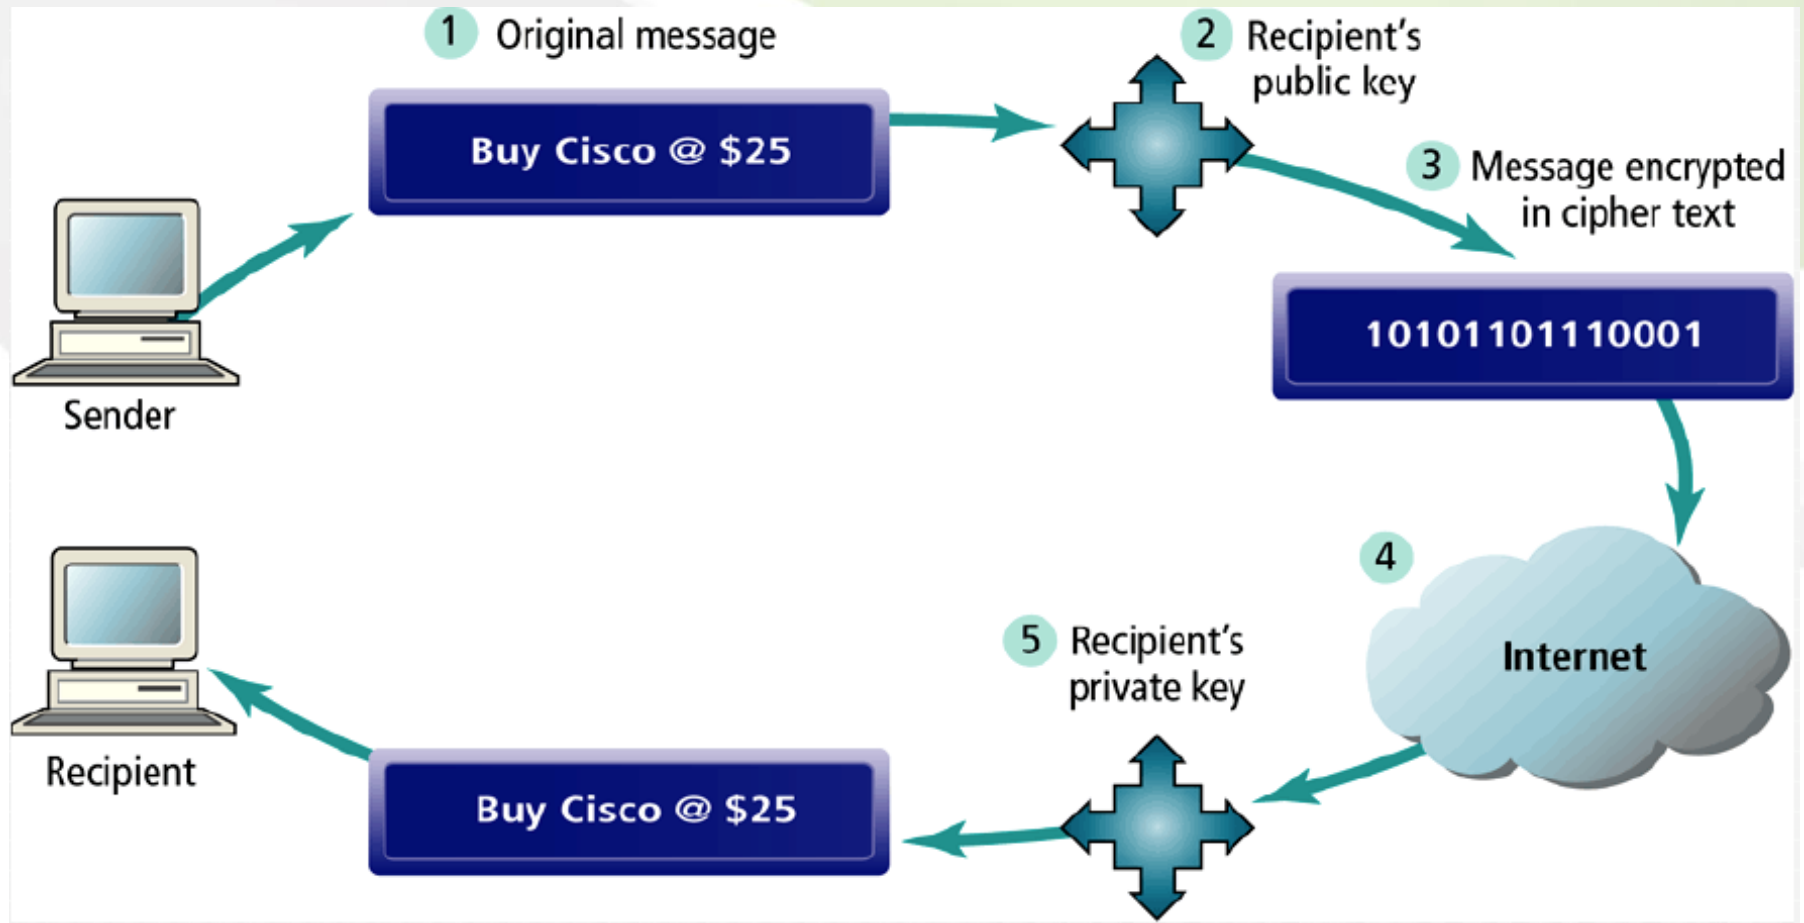 1 Original message
Buy Cisco @ $25
2 Recipient's
public key
3 Message encrypted
in cipher text
10101101110001
Sender
4
Internet
5 Recipient's
private key
Buy Cisco @ $25
Recipient